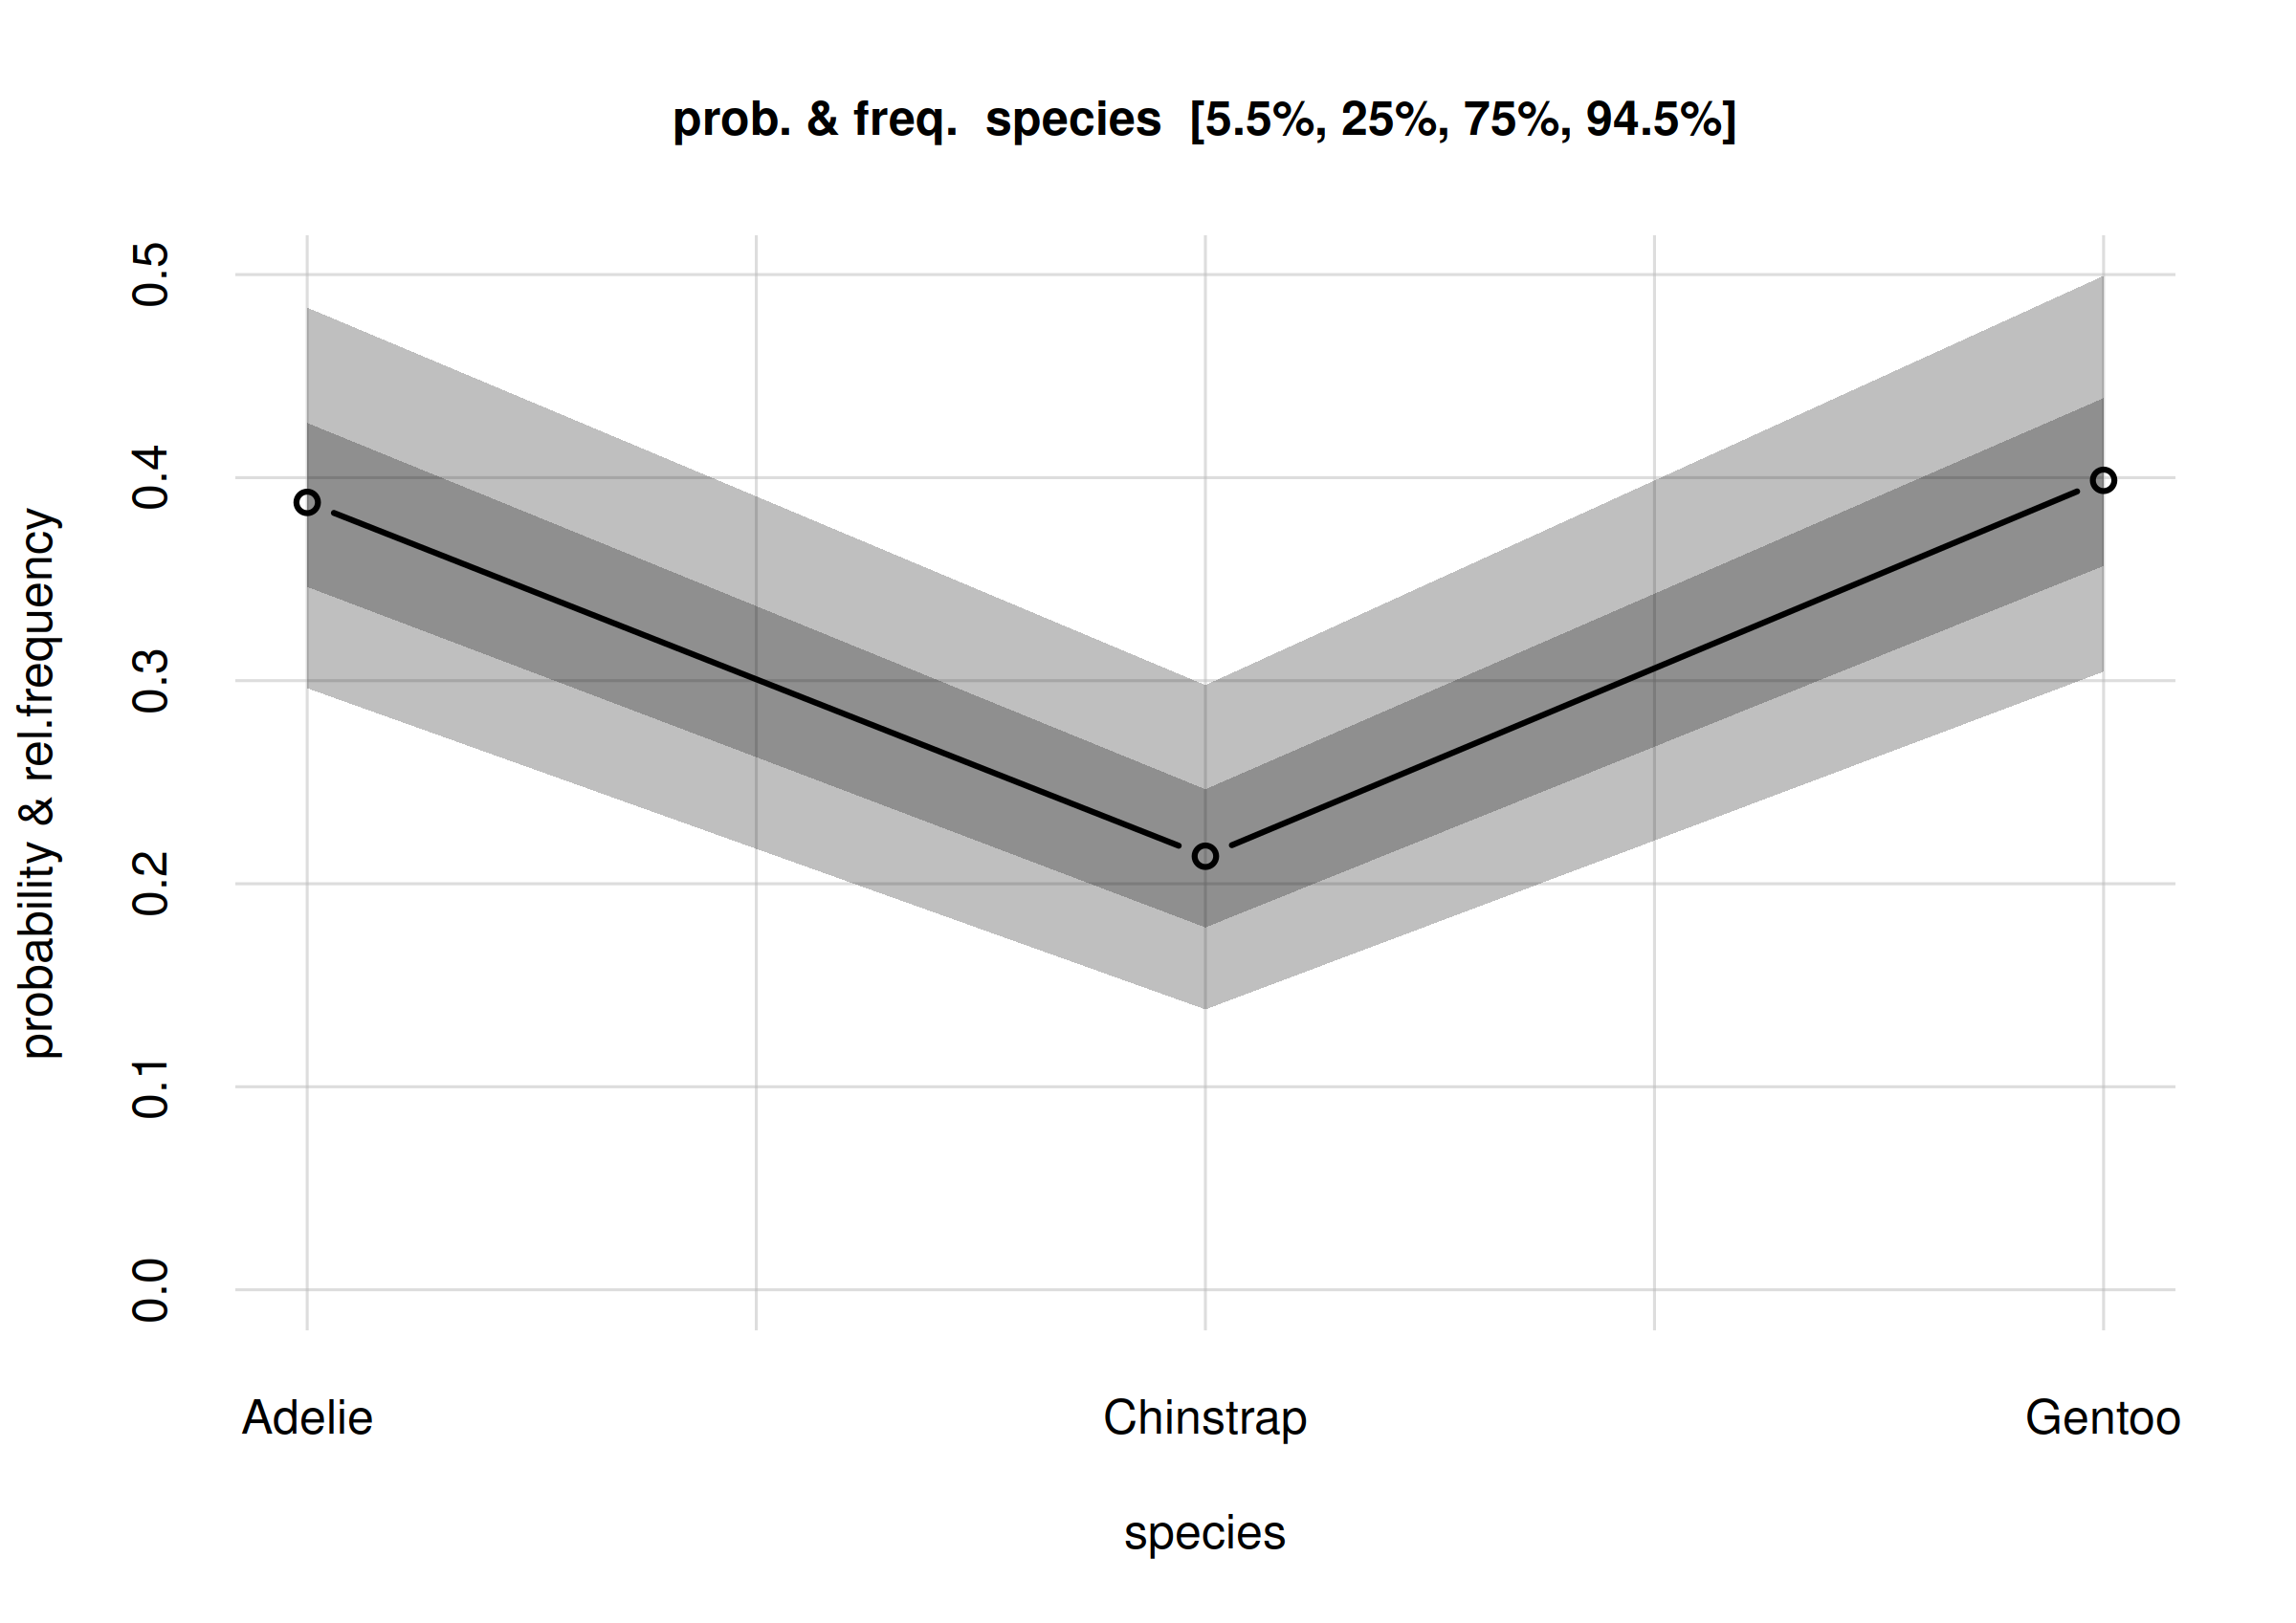 prob. & freq.  species  [5.5%, 25%, 75%, 94.5%]
probability & rel.frequency
0.5
0.4
0.3
0.2
0.1
0.0
Adelie Chinstrap Gentoo
species